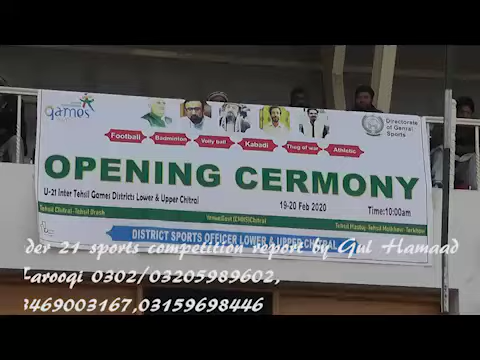 games
Directorate
of Genral
Sports
Football
Badminton
Volly ball
Kabadi
Thug of war
Athletic
OPENING CERMONY
U-21 Inter Tehsil Games Districts Lower & Upper Chitral
19-20 Feb 2020
Time:10:00am
Tehsil Chitral -Tehsil Drosh
Tehsil Mastuj -Tehsil Mulkhow -Torkhow
DISTRICT SPORTS OFFICER LOWER & UPPER CHITRAL
der 21 sports competition report by Gul Hamaad
Farooqi 0302/03205989602,
3469003167,03159698446